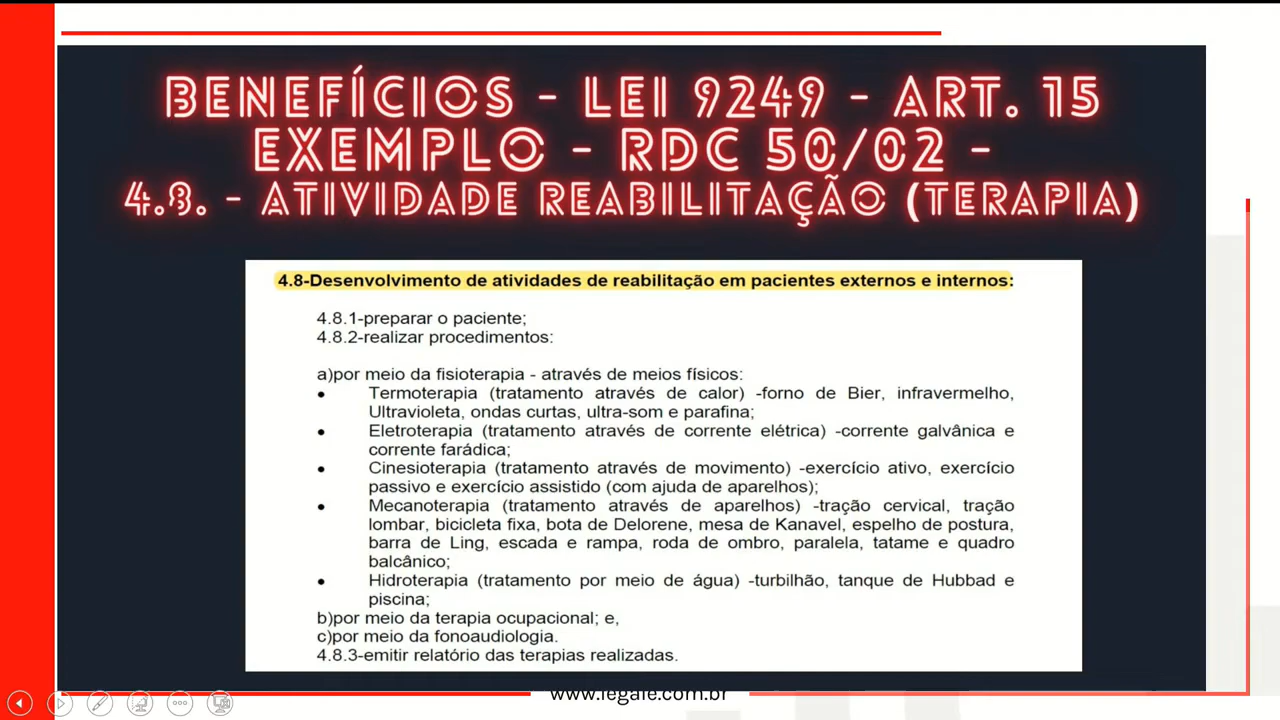 BENEFÍCIOS - LEI 9249 - ART. 15
EXEMPLO - RDC 50/02 -
4.8. - ATIVIDADE REABILITAÇÃO (TERAPIA)
4.8-Desenvolvimento de atividades de reabilitação em pacientes externos e internos:
4.8.1-preparar o paciente;
4.8.2-realizar procedimentos:
a)por meio da fisioterapia - através de meios físicos:
• Termoterapia (tratamento através de calor) -forno de Bier, infravermelho,
Ultravioleta, ondas curtas, ultra-som e parafina;
• Eletroterapia (tratamento através de corrente elétrica) -corrente galvânica e
corrente farádica;
• Cinesioterapia (tratamento através de movimento) -exercício ativo, exercício
passivo e exercício assistido (com ajuda de aparelhos);
• Mecanoterapia (tratamento através de aparelhos) -tração cervical, tração
lombar, bicicleta fixa, bota de Delorene, mesa de Kanavel, espelho de postura,
barra de Ling, escada e rampa, roda de ombro, paralela, tatame e quadro
balcânico;
• Hidroterapia (tratamento por meio de água) -turbilhão, tanque de Hubbad e
piscina;
b)por meio da terapia ocupacional; e,
c)por meio da fonoaudiologia.
4.8.3-emitir relatório das terapias realizadas.
www.legale.com.br